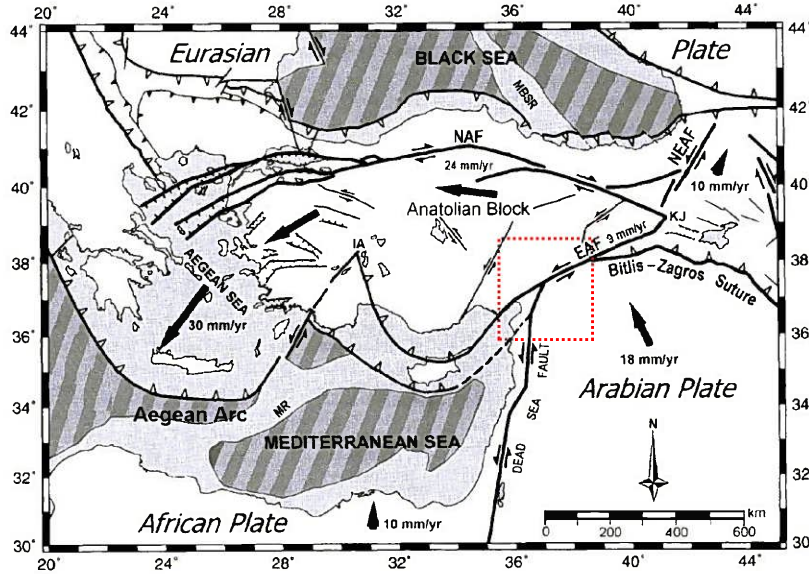 20° 24° 28° 32° 36° 40° 44°
44°
Eurasian
Plate
BLACK SEA
MBSR
42°
42
NAF
24 mm/yr
NEAF
40°
40
10 mm/yr
Anatolian Block
KJ
IA
EAF 9 mm/yr
38°
38
AEGEAN SEA
Bitlis-Zagros Suture
30 mm/yr
36°
36
18 mm/yr
FAULT
Arabian Plate
34°
34
Aegean Arc
MR
SEA
N
MEDITERRANEAN SEA
DEAD
32°
32
km
African Plate
10 mm/yr
0 200 400 600
30°
30
20° 24° 28° 32° 36° 40° 44°